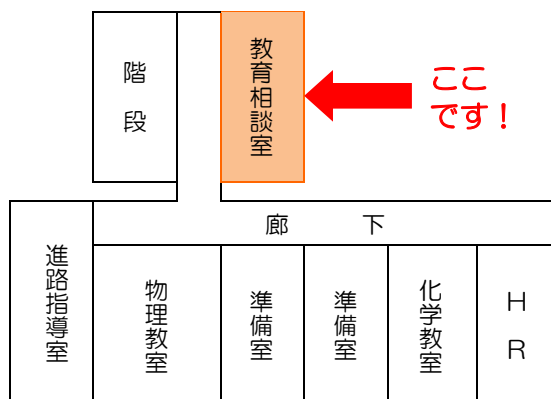 階段
教育相談室
ここ
です！
廊下
進路指導室
物理教室
準備室
準備室
化学教室
HR